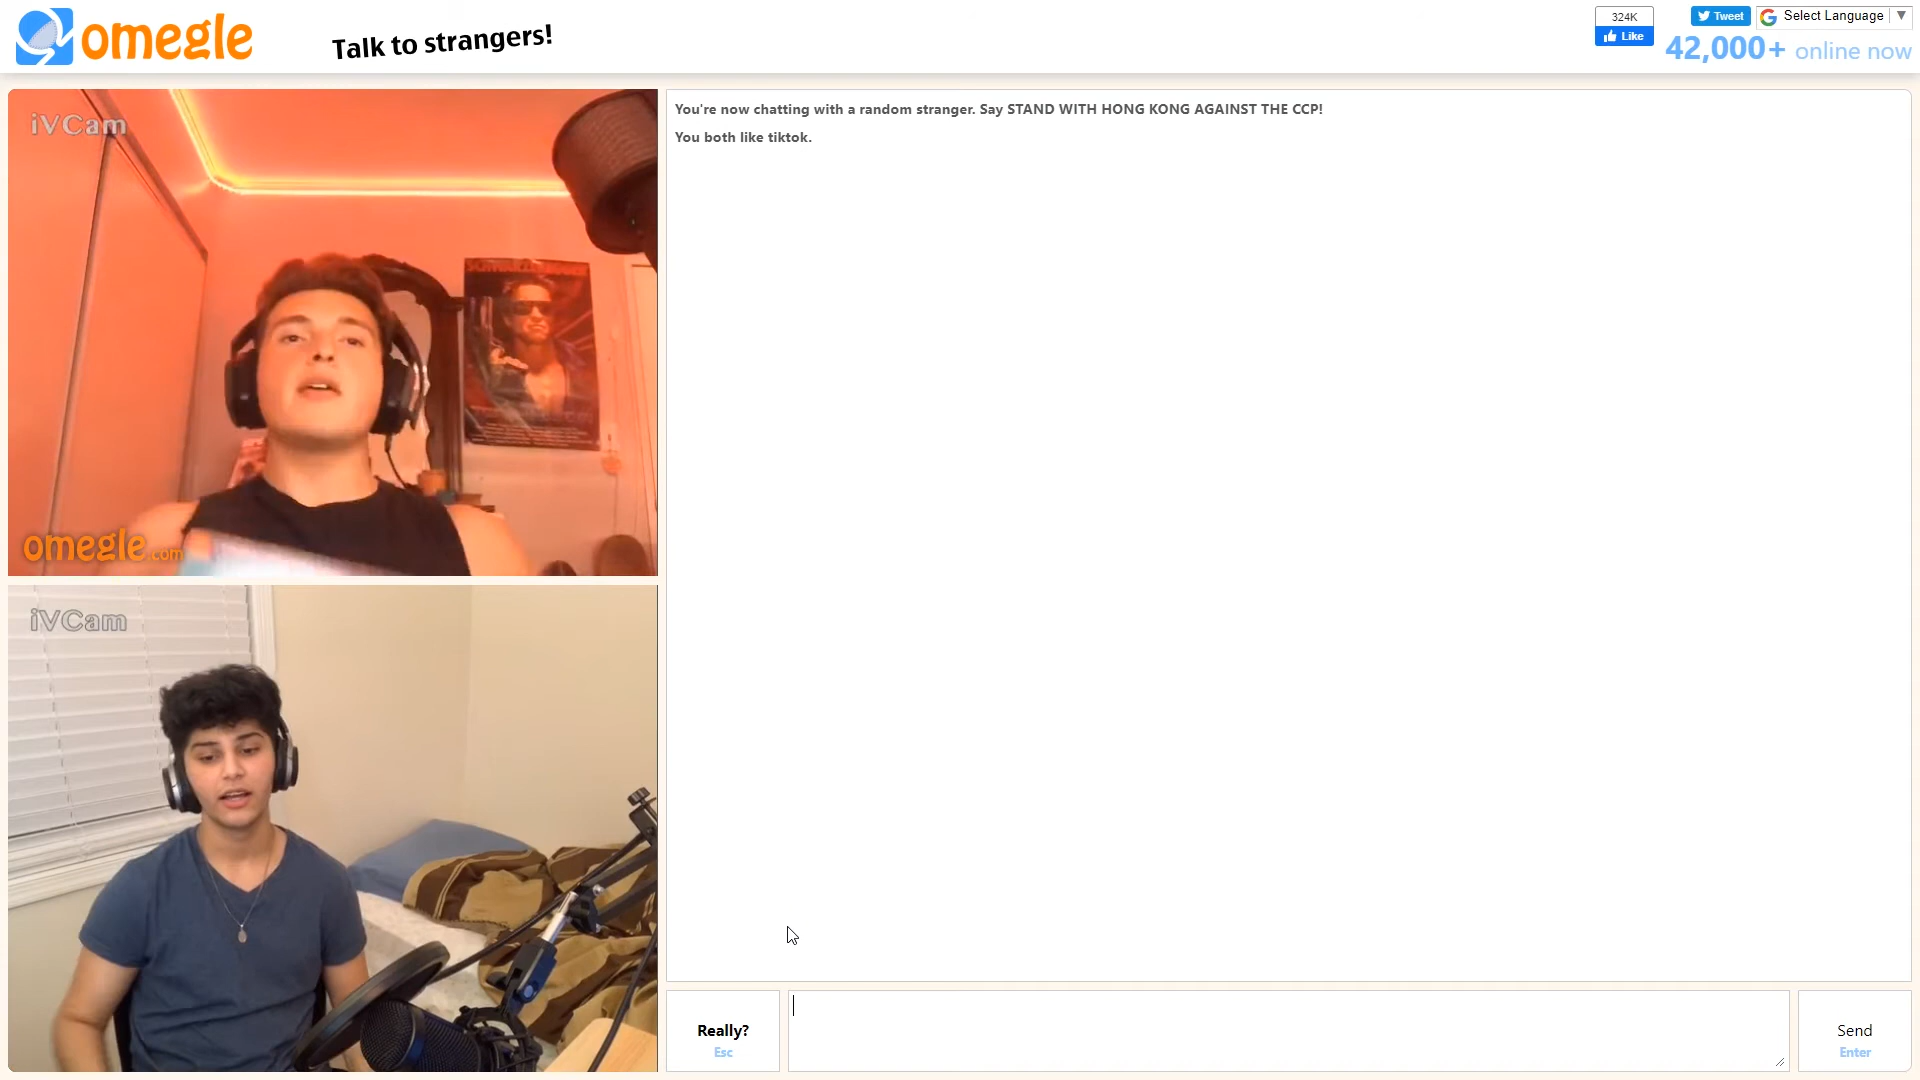 omegle
Talk to strangers!
324K
Like
Tweet
Select Language
42,000+ online now
iVCam
omegle.com
iVCam
You're now chatting with a random stranger. Say STAND WITH HONG KONG AGAINST THE CCP!
You both like tiktok.
Really?
Esc
Send
Enter